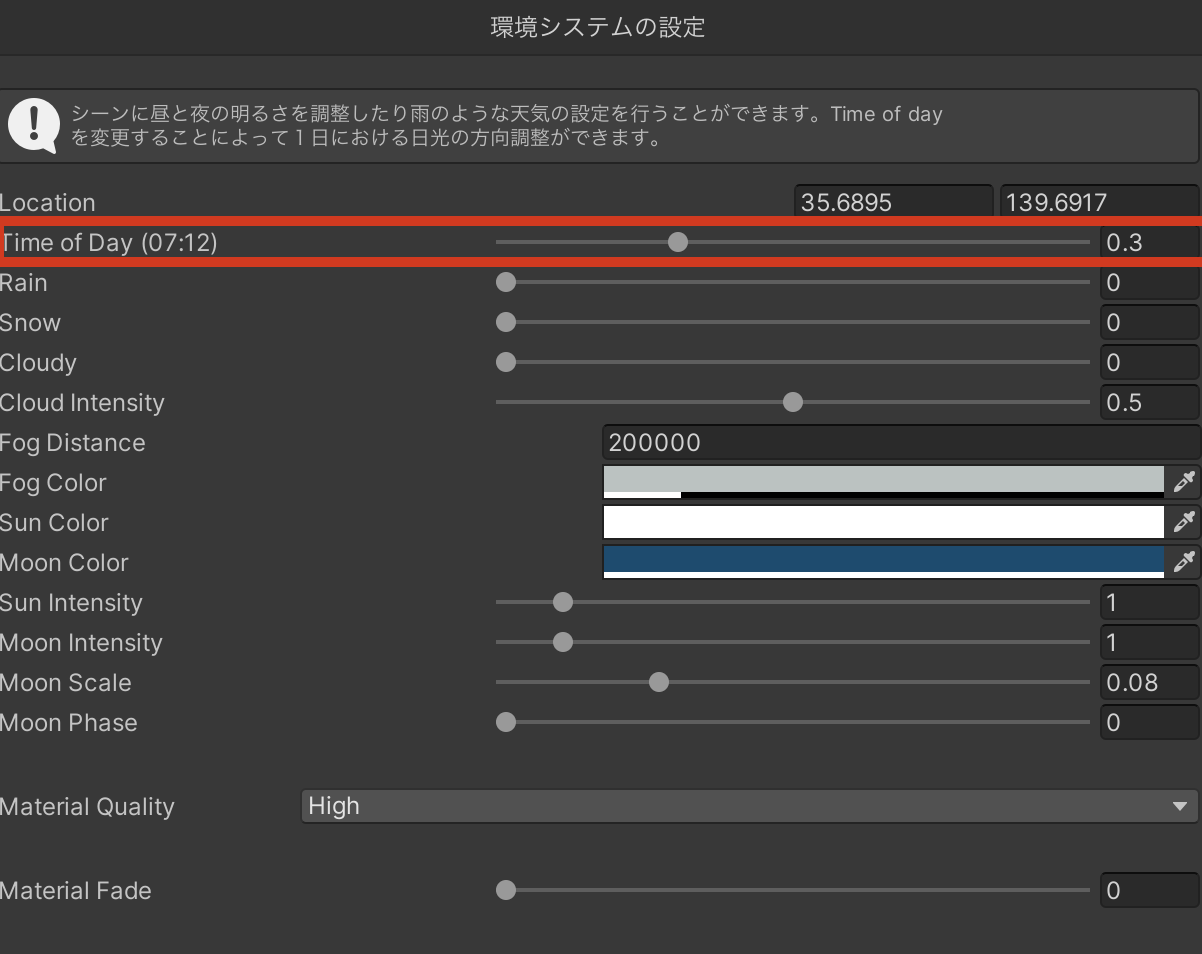 環境システムの設定
シーンに昼と夜の明るさを調整したり雨のような天気の設定を行うことができます。Time of day
を変更することによって１日における日光の方向調整ができます。
Location 35.6895 139.6917
Time of Day (07:12) 0.3
Rain 0
Snow 0
Cloudy 0
Cloud Intensity 0.5
Fog Distance 200000
Fog Color
Sun Color
Moon Color
Sun Intensity 1
Moon Intensity 1
Moon Scale 0.08
Moon Phase 0
Material Quality High
Material Fade 0